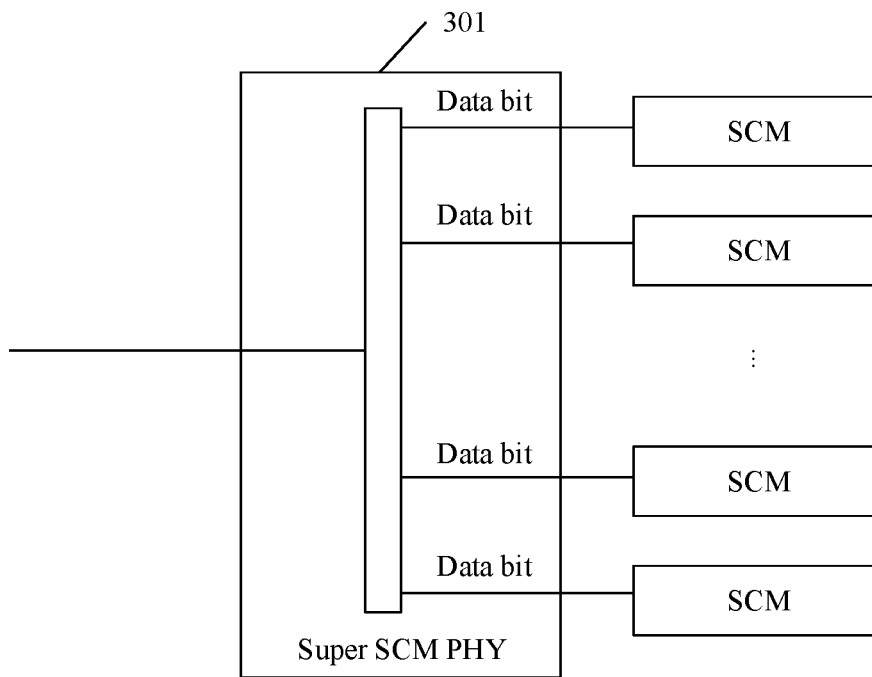 301
Data bit
SCM
Data bit
SCM
⋮
Data bit
SCM
Data bit
SCM
Super SCM PHY